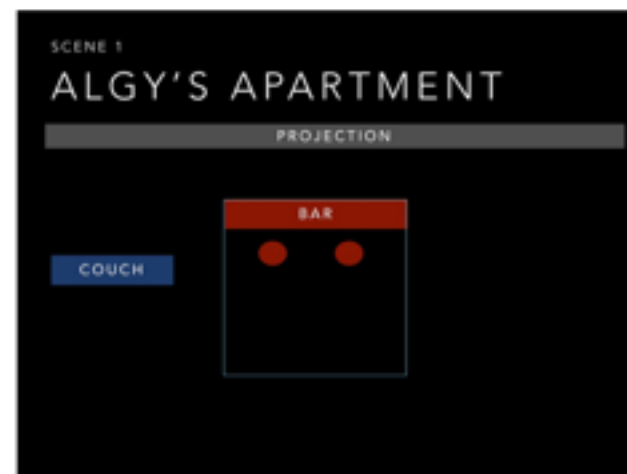 SCENE 1
ALGY'S APARTMENT
PROJECTION
BAR
COUCH